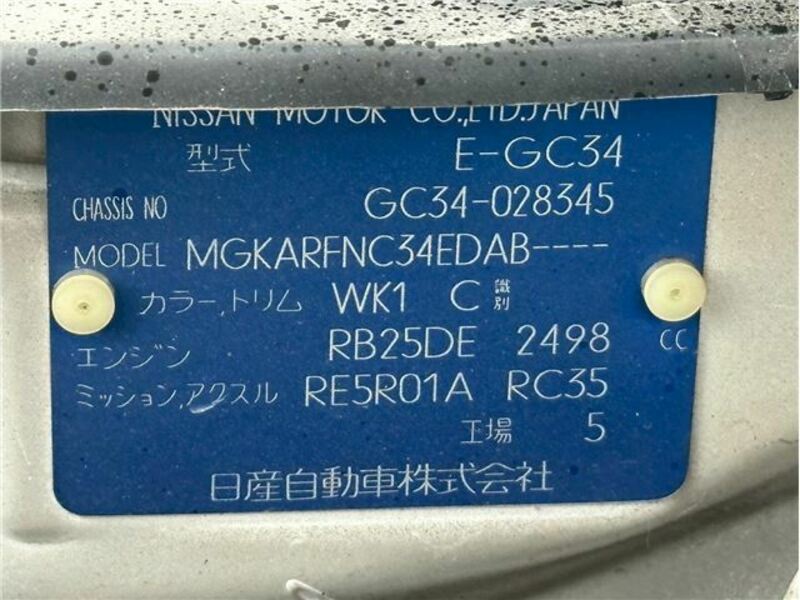 NISSAN MOTOR CO.,LTD.JAPAN
型式 E-GC34
CHASSIS NO GC34-028345
MODEL MGKARFNC34EDAB----
カラー,トリム WK1 C 識別
エンジン RB25DE 2498 CC
ミッション,アクスル RE5R01A RC35
工場 5
日産自動車株式会社